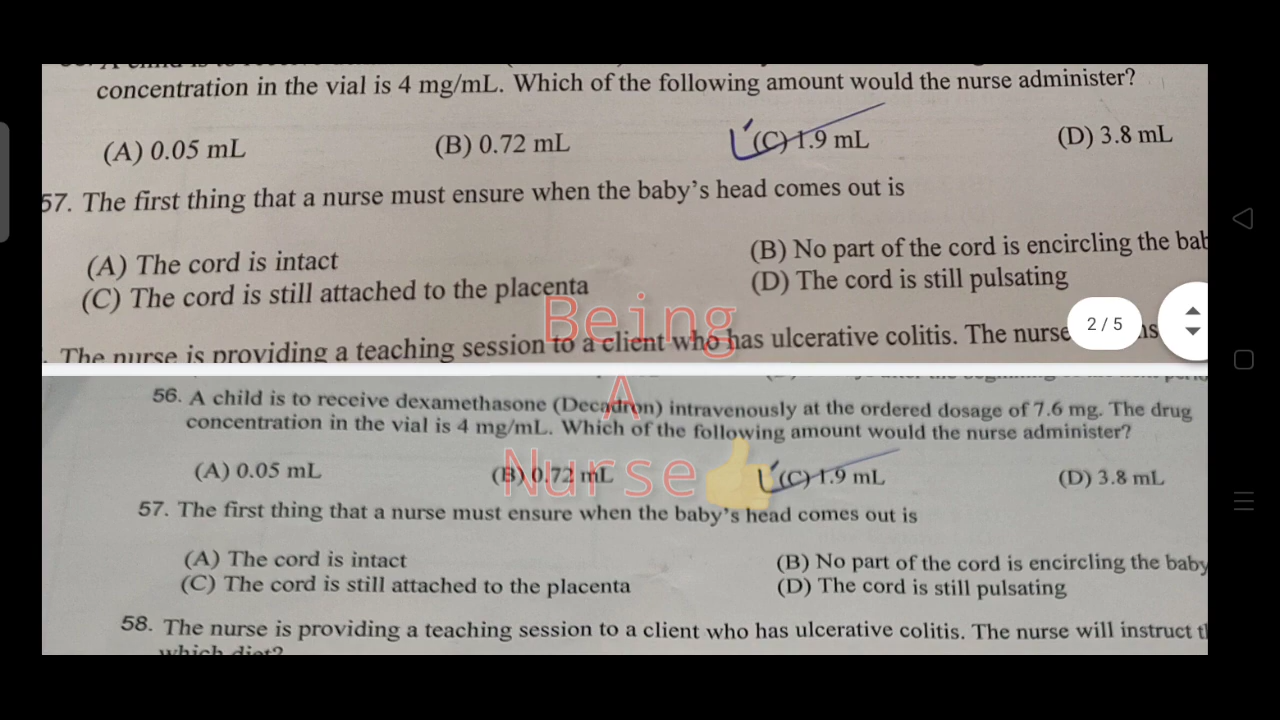 concentration in the vial is 4 mg/mL. Which of the following amount would the nurse administer?
(A) 0.05 mL (B) 0.72 mL (C) 1.9 mL (D) 3.8 mL
57. The first thing that a nurse must ensure when the baby's head comes out is
(A) The cord is intact (B) No part of the cord is encircling the
(C) The cord is still attached to the placenta (D) The cord is still pulsating
Being
2/5
. The nurse is providing a teaching session to a client who has ulcerative colitis. The nurse
A
56. A child is to receive dexamethasone (Decadron) intravenously at the ordered dosage of 7.6 mg. The drug
concentration in the vial is 4 mg/mL. Which of the following amount would the nurse administer?
Nurse
(A) 0.05 mL (B) 0.72 mL (C) 1.9 mL (D) 3.8 mL
57. The first thing that a nurse must ensure when the baby's head comes out is
(A) The cord is intact (B) No part of the cord is encircling the baby
(C) The cord is still attached to the placenta (D) The cord is still pulsating
58. The nurse is providing a teaching session to a client who has ulcerative colitis. The nurse will instruct
which diet?